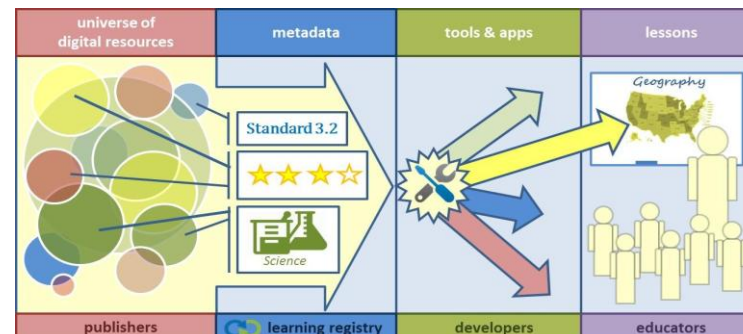 universe of
digital resources
metadata
tools & apps
lessons
Standard 3.2
Science
Geography
publishers
learning registry
developers
educators